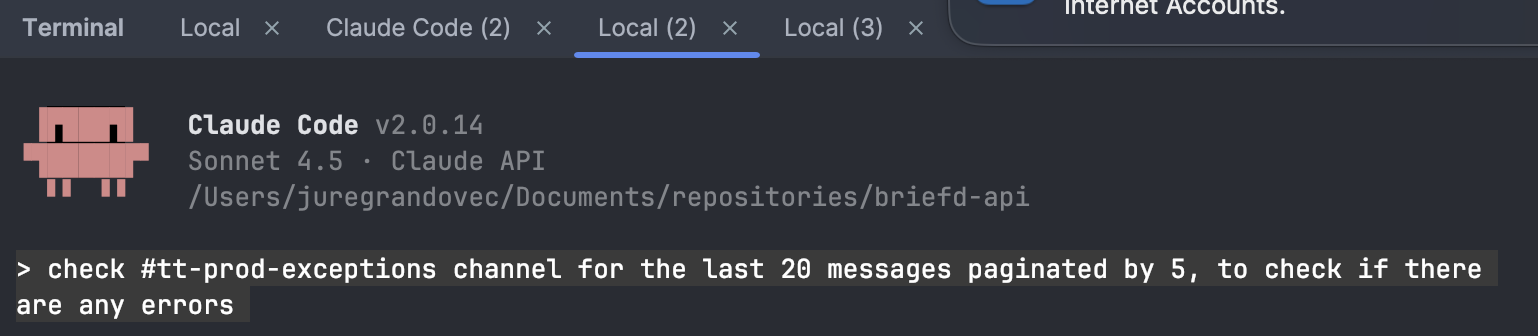 Internet Accounts.
Terminal Local × Claude Code (2) × Local (2) × Local (3) ×
Claude Code v2.0.14
Sonnet 4.5 · Claude API
/Users/juregrandovec/Documents/repositories/briefd-api
> check #tt-prod-exceptions channel for the last 20 messages paginated by 5, to check if there
are any errors